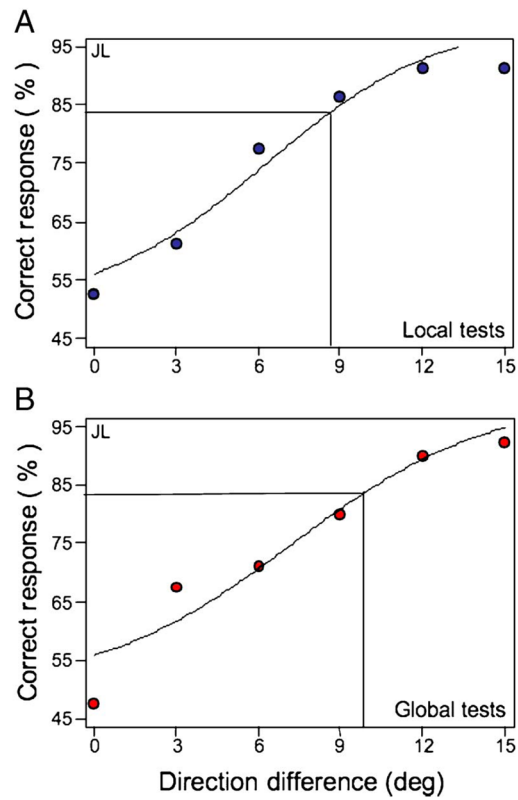 A
JL
Correct response ( % )
95
85
75
65
55
45
Local tests
0 3 6 9 12 15
B
JL
Correct response ( % )
95
85
75
65
55
45
Global tests
0 3 6 9 12 15
Direction difference (deg)